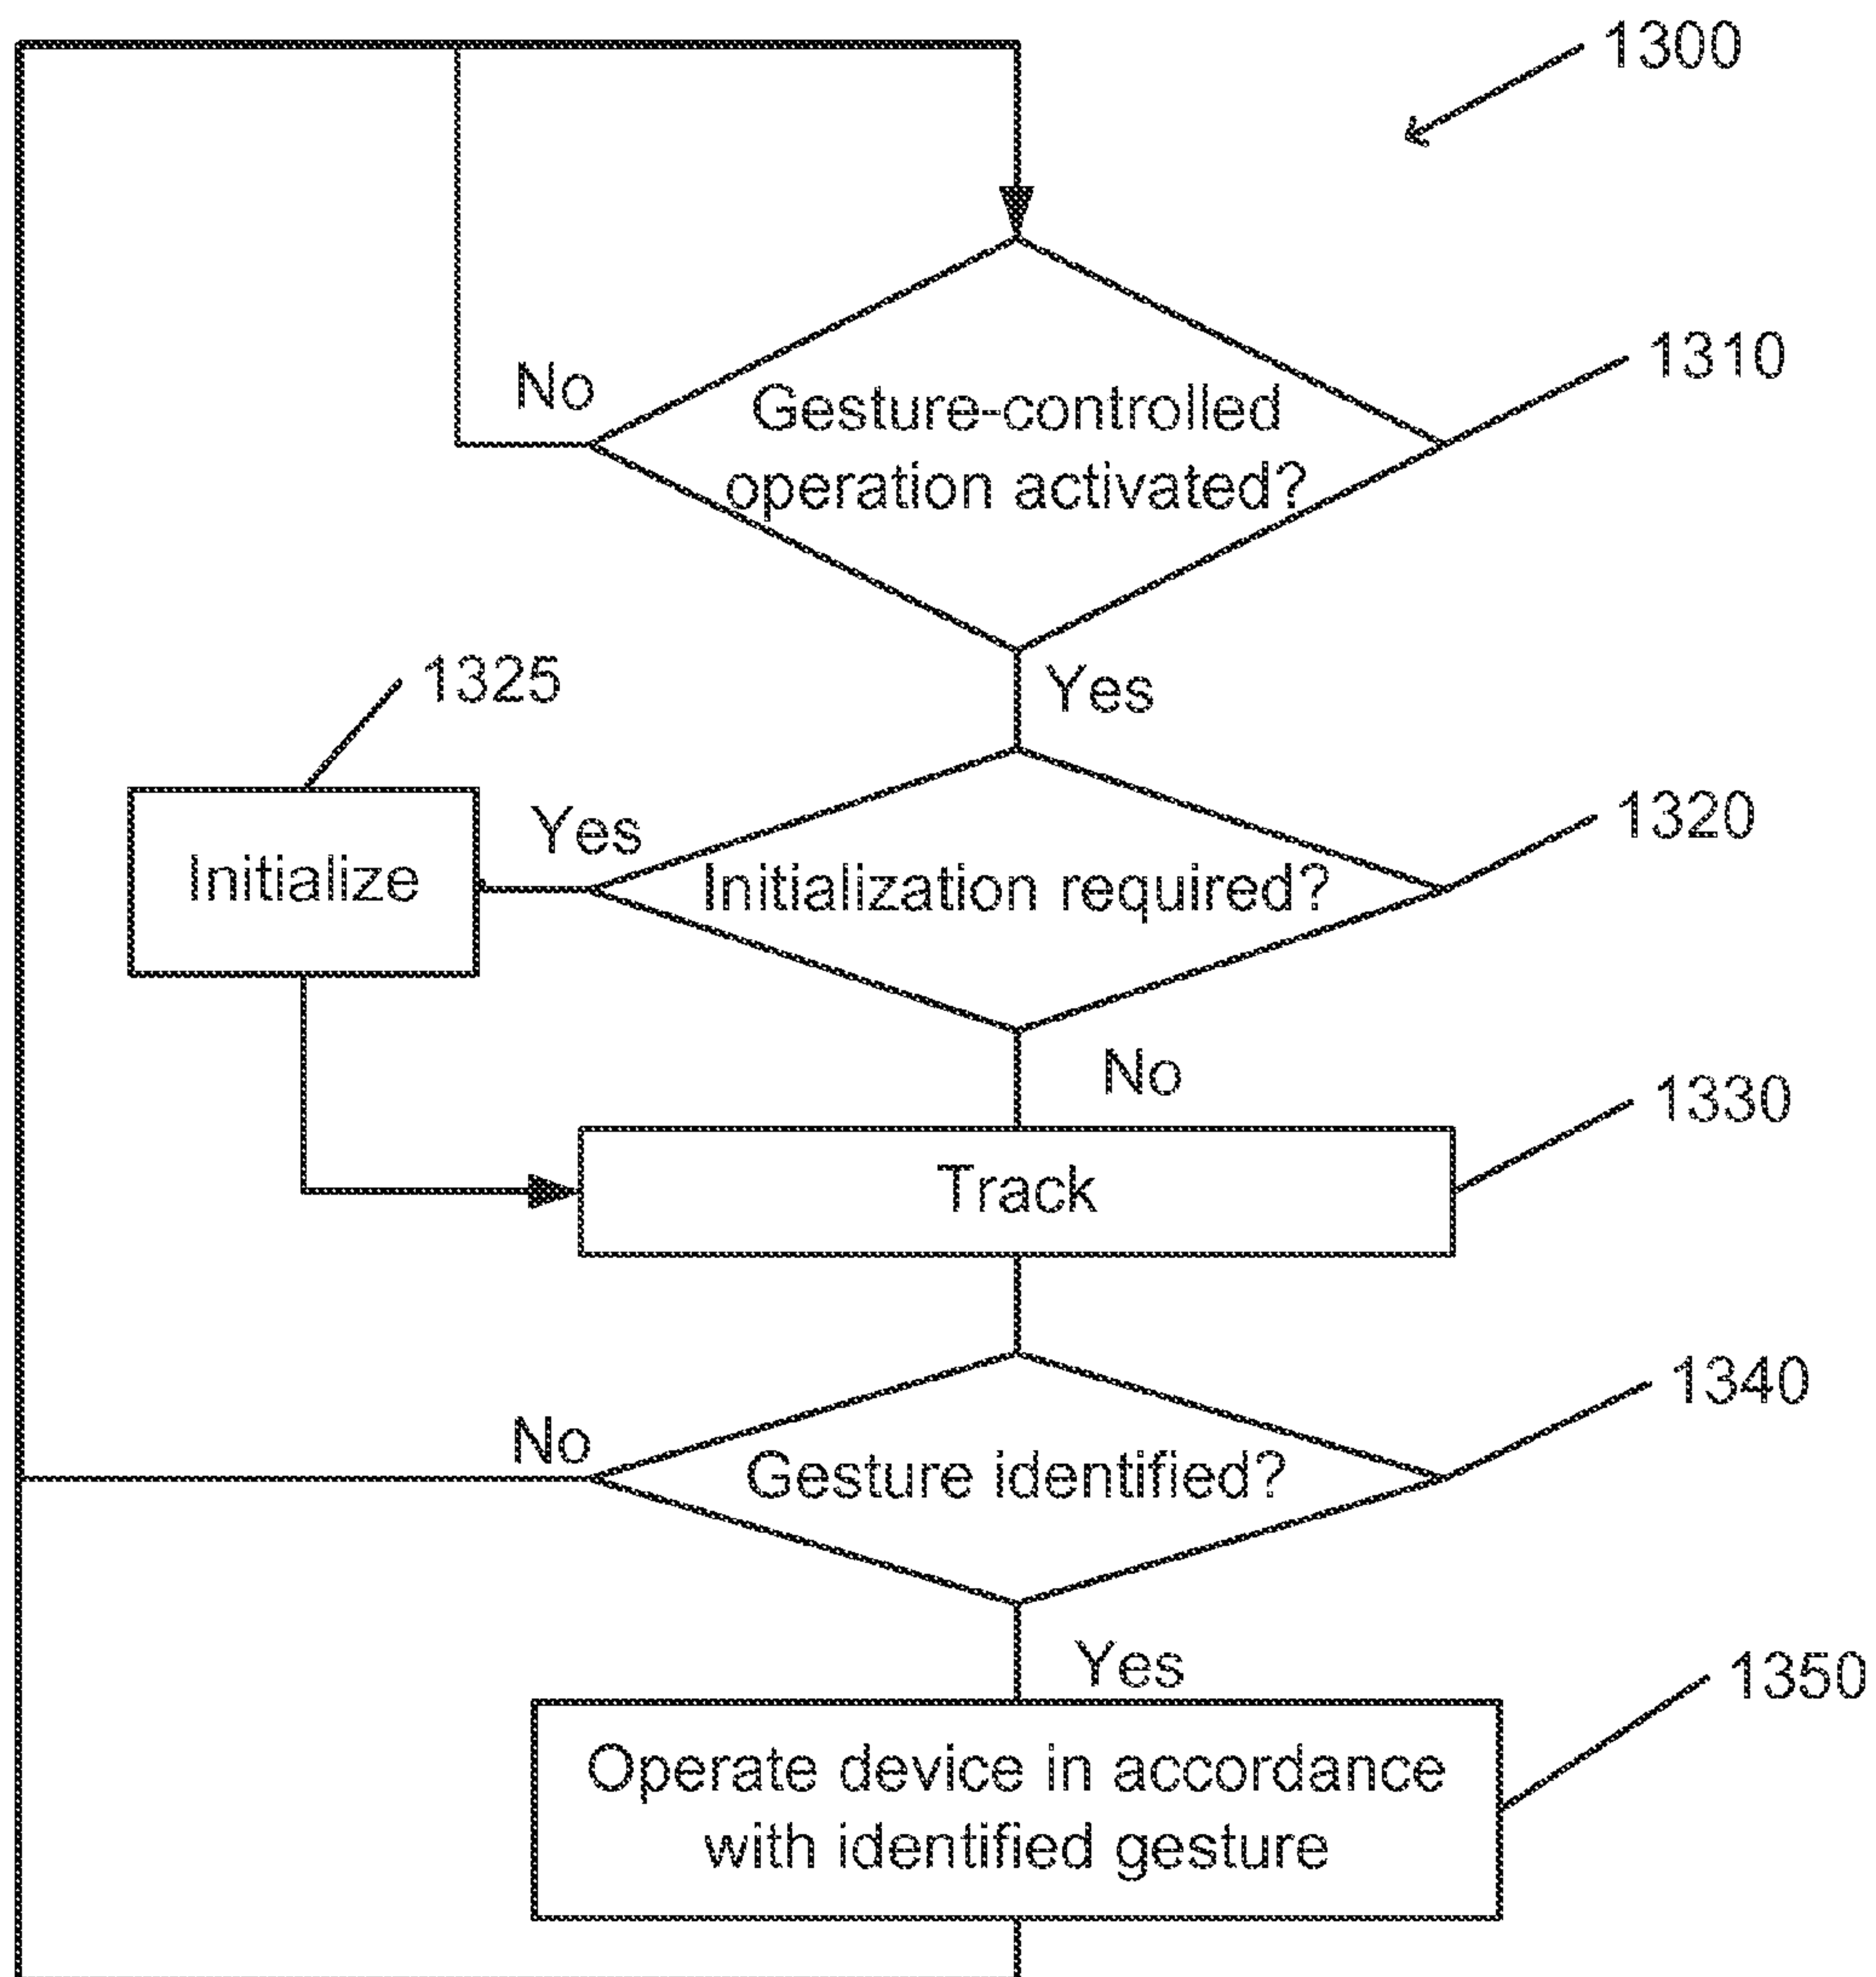 1300
No
Gesture-controlled
operation activated?
1310
Yes
1325
Initialize
Yes
Initialization required?
1320
No
Track
1330
No
Gesture identified?
1340
Yes
Operate device in accordance
with identified gesture
1350